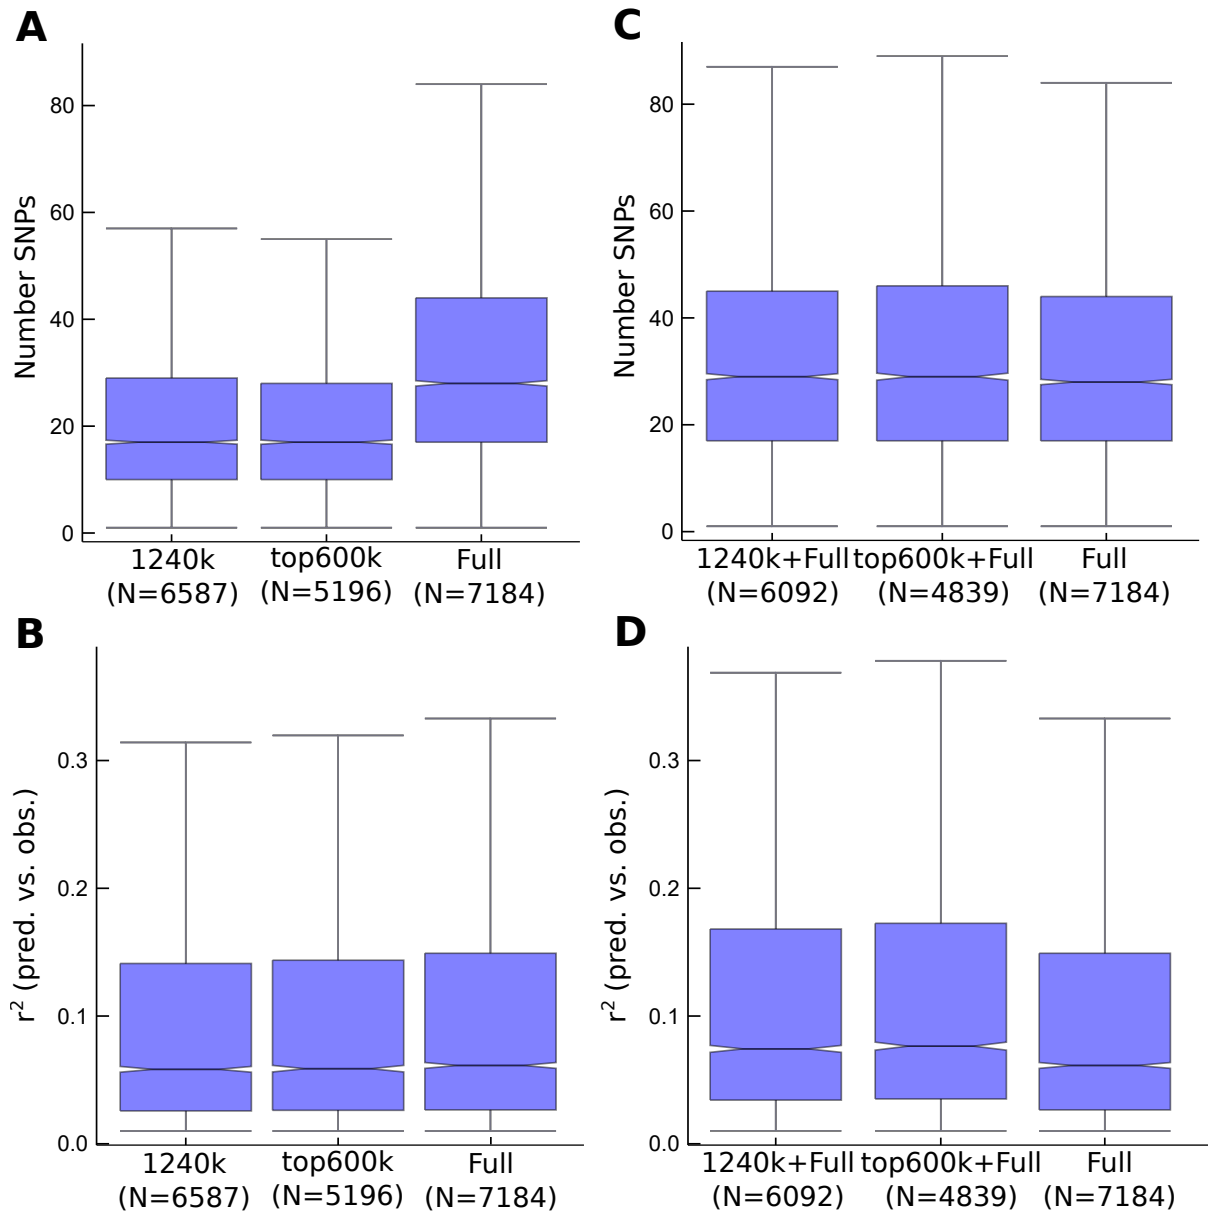 A
Number SNPs
80
60
40
20
0
1240k
top600k
Full
(N=6587)
(N=5196)
(N=7184)
C
Number SNPs
80
60
40
20
0
1240k+Full
top600k+Full
Full
(N=6092)
(N=4839)
(N=7184)
B
r² (pred. vs. obs.)
0.3
0.2
0.1
0.0
1240k
top600k
Full
(N=6587)
(N=5196)
(N=7184)
D
r² (pred. vs. obs.)
0.3
0.2
0.1
0.0
1240k+Full
top600k+Full
Full
(N=6092)
(N=4839)
(N=7184)